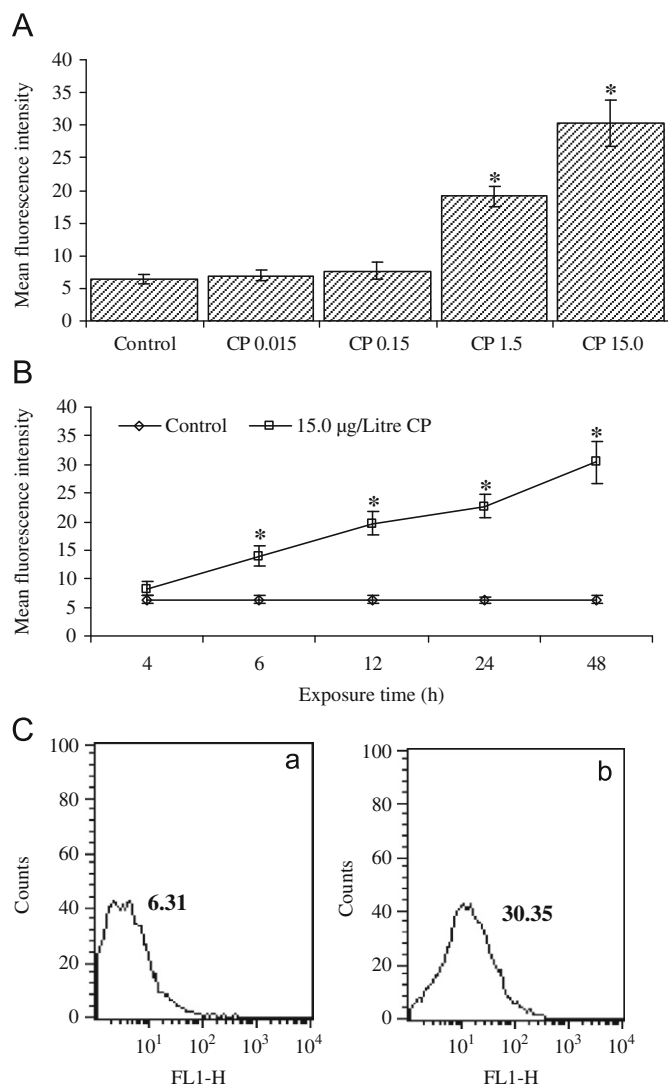 A
Mean fluorescence intensity
40
35
30
25
20
15
10
5
0
*
*
Control CP 0.015 CP 0.15 CP 1.5 CP 15.0
B
Mean fluorescence intensity
40
35
30
25
20
15
10
5
0
Control 15.0 µg/Litre CP
* * * *
4 6 12 24 48
Exposure time (h)
C
a
Counts
100
80
60
40
20
0
6.31
10¹ 10² 10³ 10⁴
FL1-H
b
Counts
100
80
60
40
20
0
30.35
10¹ 10² 10³ 10⁴
FL1-H